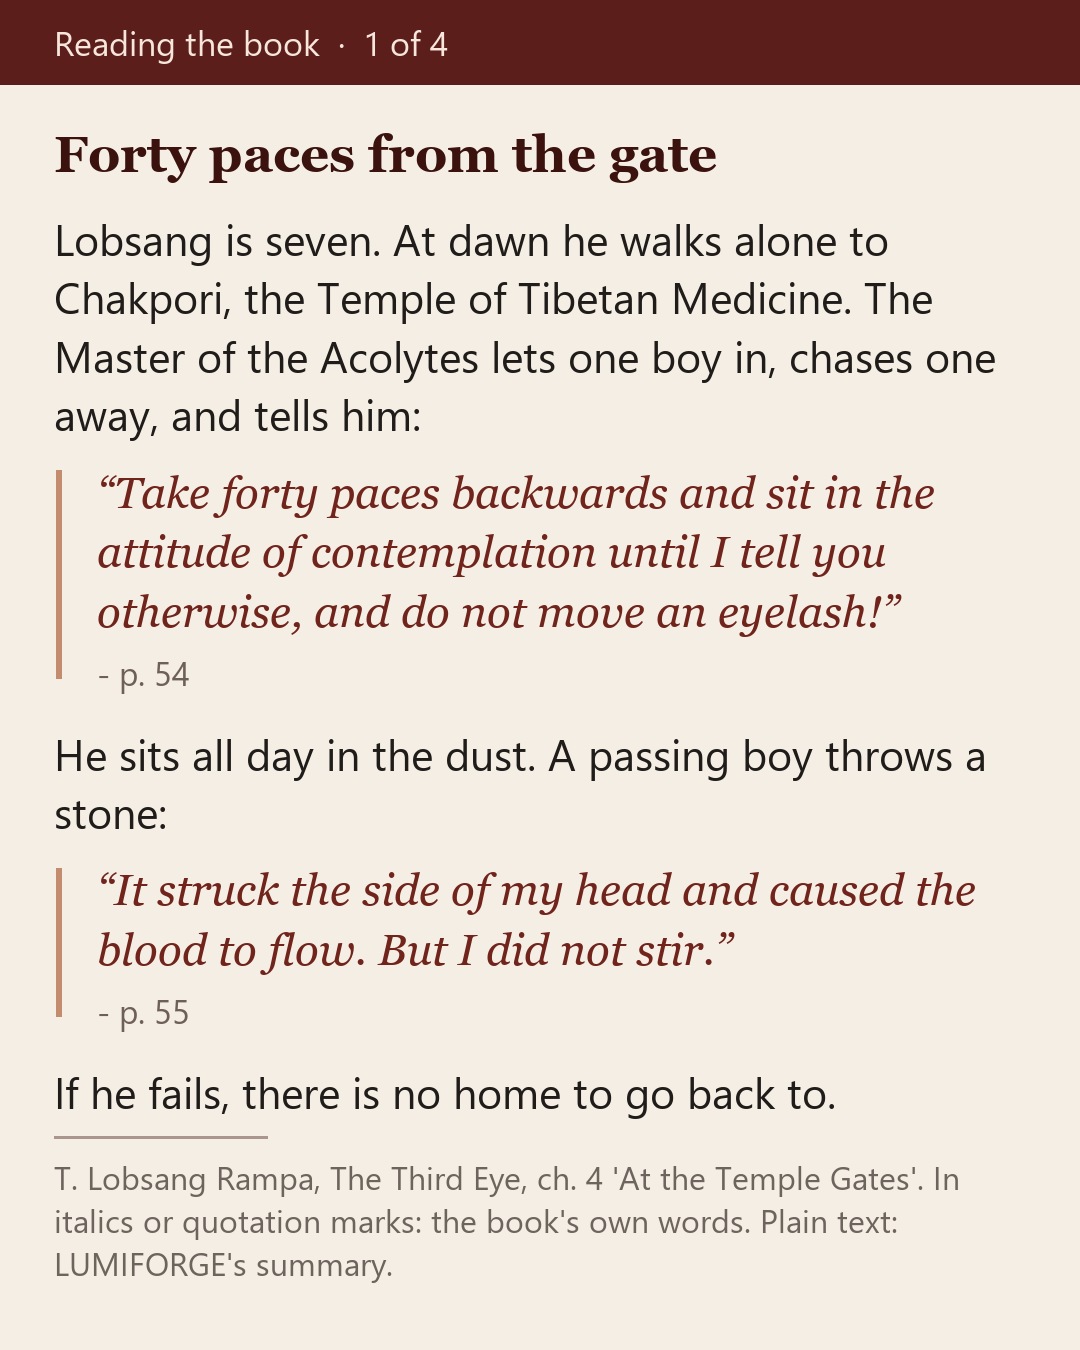 Reading the book · 1 of 4
Forty paces from the gate
Lobsang is seven. At dawn he walks alone to
Chakpori, the Temple of Tibetan Medicine. The
Master of the Acolytes lets one boy in, chases one
away, and tells him:
“Take forty paces backwards and sit in the
attitude of contemplation until I tell you
otherwise, and do not move an eyelash!”
- p. 54
He sits all day in the dust. A passing boy throws a
stone:
“It struck the side of my head and caused the
blood to flow. But I did not stir.”
- p. 55
If he fails, there is no home to go back to.
T. Lobsang Rampa, The Third Eye, ch. 4 'At the Temple Gates'. In
italics or quotation marks: the book's own words. Plain text:
LUMIFORGE's summary.